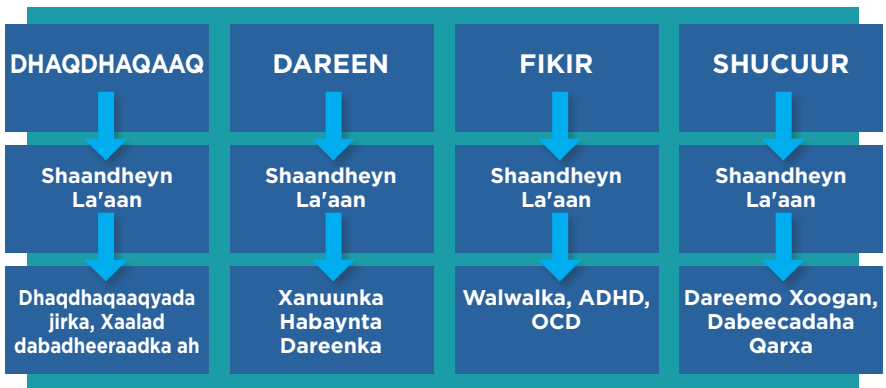 DHAQDHAQAAQ
DAREEN
FIKIR
SHUCUUR
Shaandheyn
La'aan
Shaandheyn
La'aan
Shaandheyn
La'aan
Shaandheyn
La'aan
Dhaqdhaqaaqyada
jirka, Xaalad
dabadheeraadka ah
Xanuunka
Habaynta
Dareenka
Walwalka, ADHD,
OCD
Dareemo Xoogan,
Dabeecadaha
Qarxa